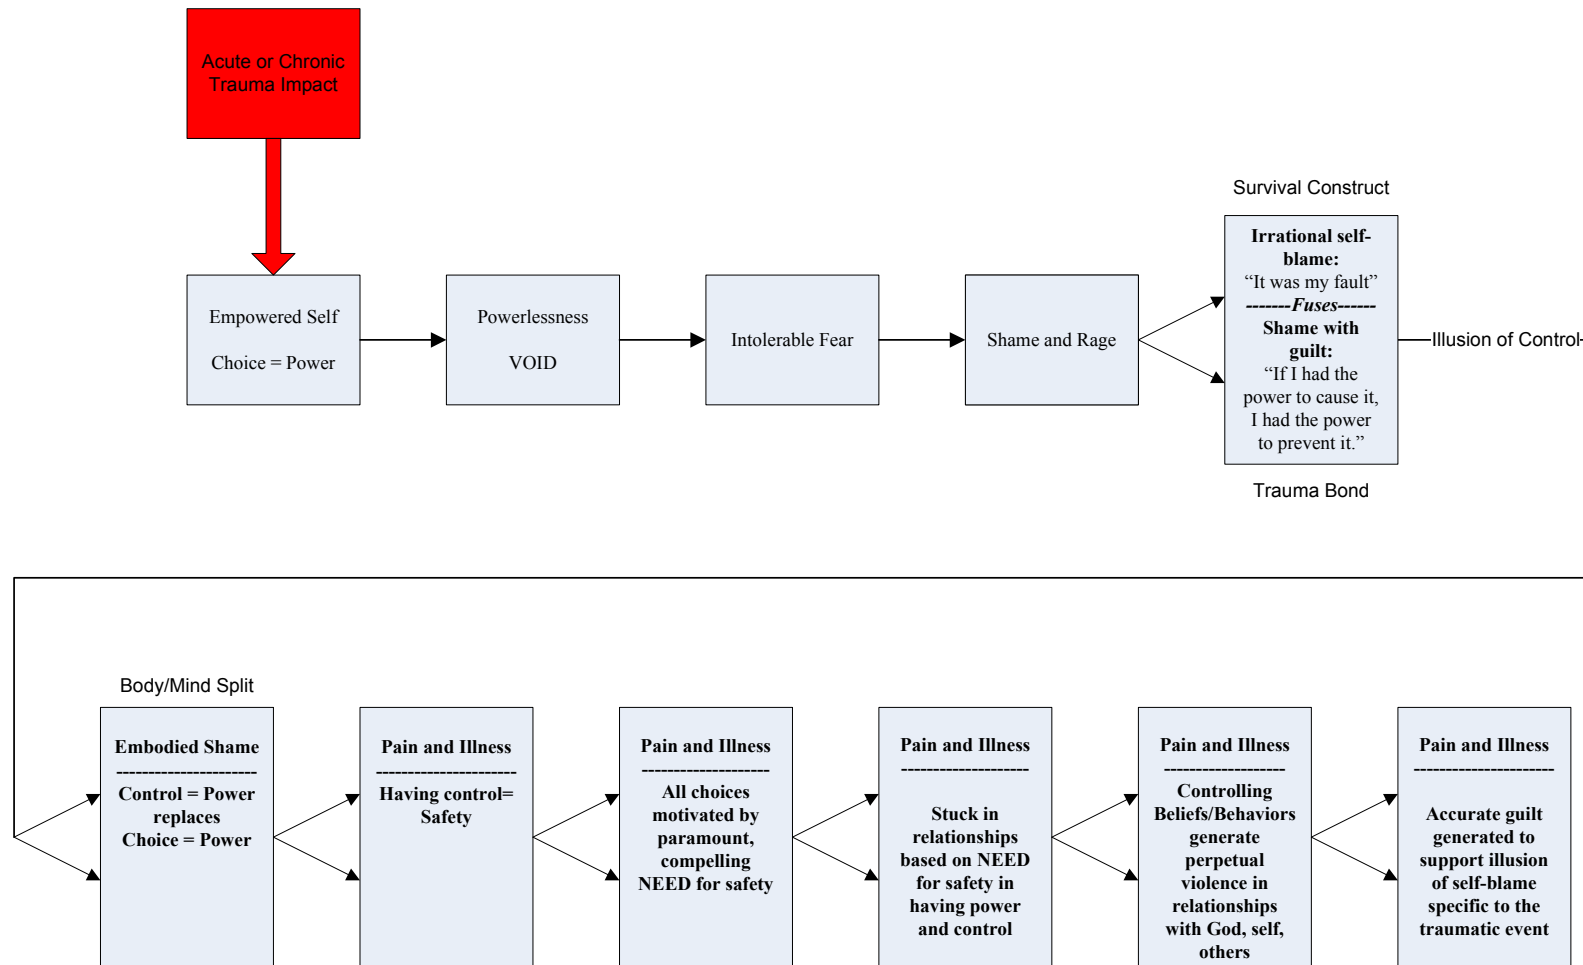 Acute or Chronic
Trauma Impact
Empowered Self
Choice = Power
Powerlessness
VOID
Intolerable Fear
Shame and Rage
Survival Construct
Irrational self-
blame:
“It was my fault”
-------Fuses------
Shame with
guilt:
“If I had the
power to cause it,
I had the power
to prevent it.”
Trauma Bond
Illusion of Control
Body/Mind Split
Embodied Shame
----------------------
Control = Power
replaces
Choice = Power
Pain and Illness
----------------------
Having control=
Safety
Pain and Illness
--------------------
All choices
motivated by
paramount,
compelling
NEED for safety
Pain and Illness
--------------------
Stuck in
relationships
based on NEED
for safety in
having power
and control
Pain and Illness
-------------------
Controlling
Beliefs/Behaviors
generate
perpetual
violence in
relationships
with God, self,
others
Pain and Illness
----------------------
Accurate guilt
generated to
support illusion
of self-blame
specific to the
traumatic event